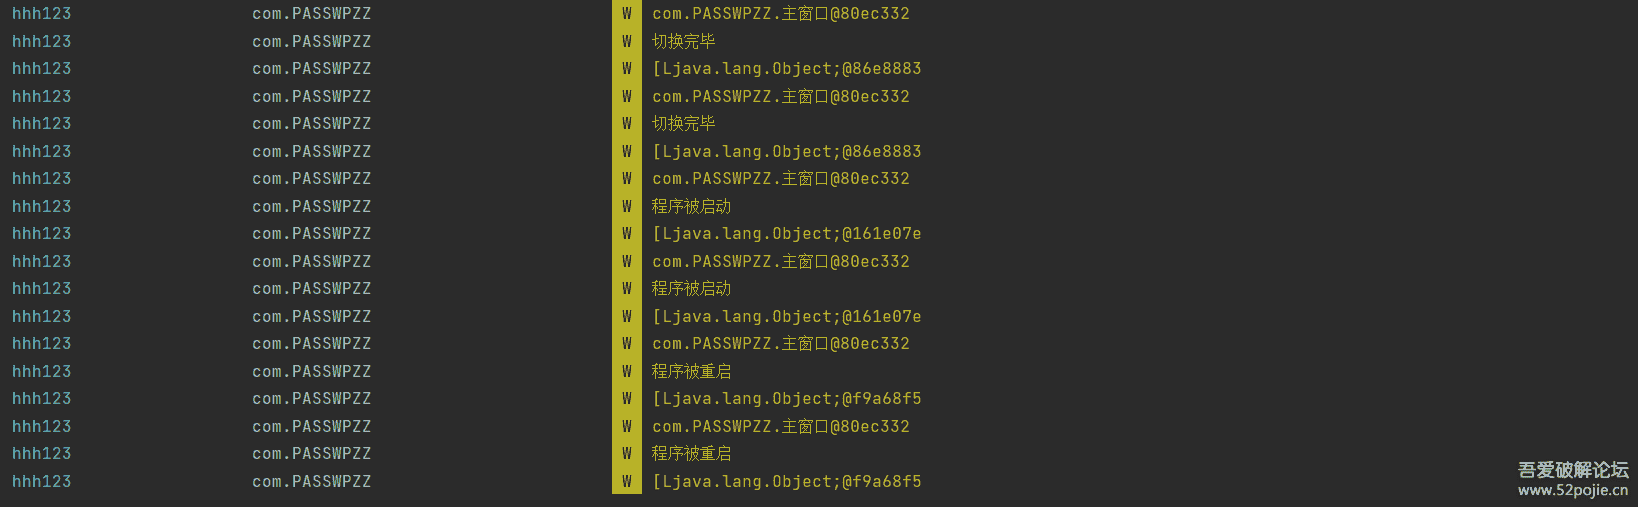 hhh123 com.PASSWPZZ W com.PASSWPZZ.主窗口@80ec332
hhh123 com.PASSWPZZ W 切换完毕
hhh123 com.PASSWPZZ W [Ljava.lang.Object;@86e8883
hhh123 com.PASSWPZZ W com.PASSWPZZ.主窗口@80ec332
hhh123 com.PASSWPZZ W 切换完毕
hhh123 com.PASSWPZZ W [Ljava.lang.Object;@86e8883
hhh123 com.PASSWPZZ W com.PASSWPZZ.主窗口@80ec332
hhh123 com.PASSWPZZ W 程序被启动
hhh123 com.PASSWPZZ W [Ljava.lang.Object;@161e07e
hhh123 com.PASSWPZZ W com.PASSWPZZ.主窗口@80ec332
hhh123 com.PASSWPZZ W 程序被启动
hhh123 com.PASSWPZZ W [Ljava.lang.Object;@161e07e
hhh123 com.PASSWPZZ W com.PASSWPZZ.主窗口@80ec332
hhh123 com.PASSWPZZ W 程序被重启
hhh123 com.PASSWPZZ W [Ljava.lang.Object;@f9a68f5
hhh123 com.PASSWPZZ W com.PASSWPZZ.主窗口@80ec332
hhh123 com.PASSWPZZ W 程序被重启
hhh123 com.PASSWPZZ W [Ljava.lang.Object;@f9a68f5
吾爱破解论坛
www.52pojie.cn